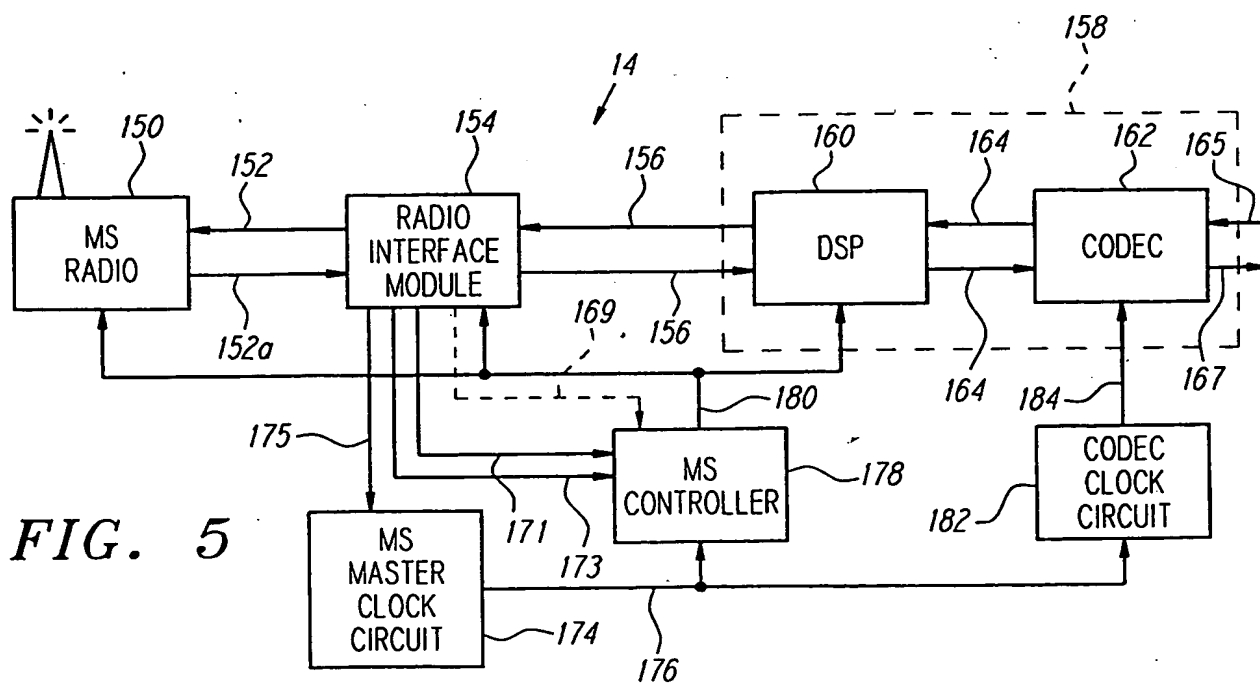 158
14
150
154
160
162
165
152
156
164
MS
RADIO
RADIO
INTERFACE
MODULE
DSP
CODEC
152a
169
156
164
167
180
184
175
MS
CONTROLLER
178
CODEC
CLOCK
CIRCUIT
182
171
173
FIG. 5
MS
MASTER
CLOCK
CIRCUIT
174
176